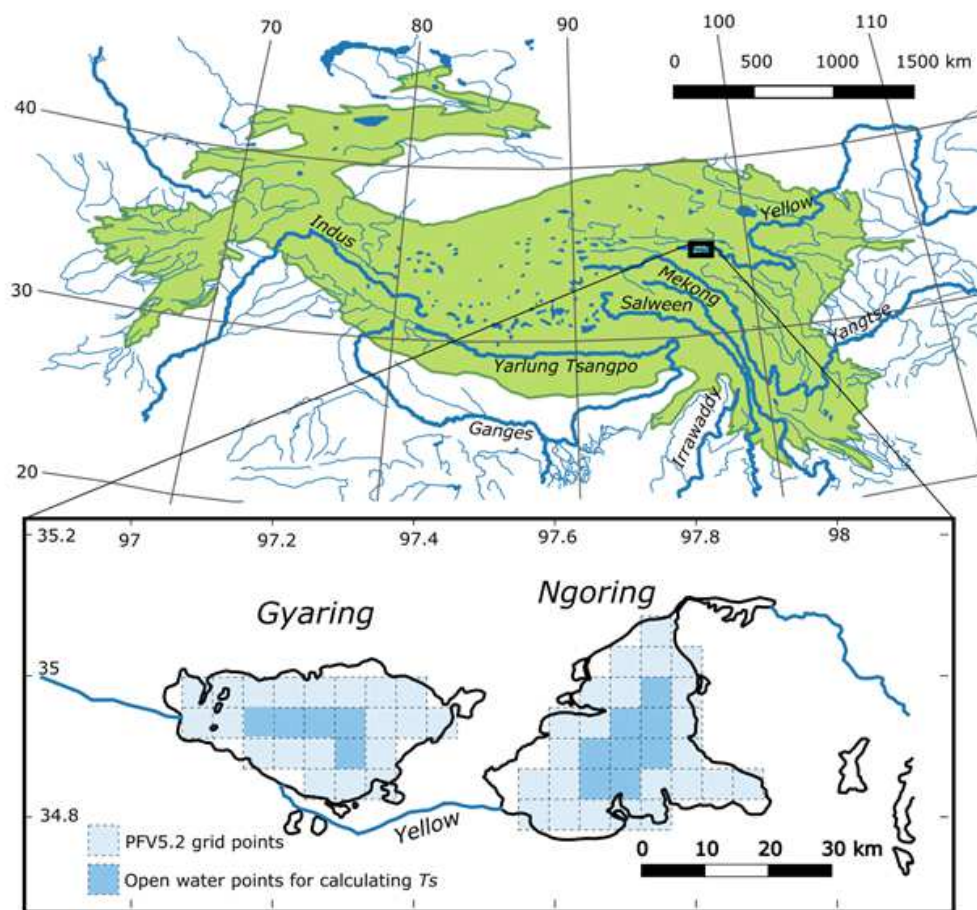 70
80
90
100
110
0 500 1000 1500 km
40
30
20
Indus
Yellow
Mekong
Salween
Yangtse
Yarlung Tsangpo
Ganges
Irrawaddy
35.2
97
97.2
97.4
97.6
97.8
98
Gyaring
Ngoring
35
34.8
Yellow
PFV5.2 grid points
Open water points for calculating Ts
0 10 20 30 km